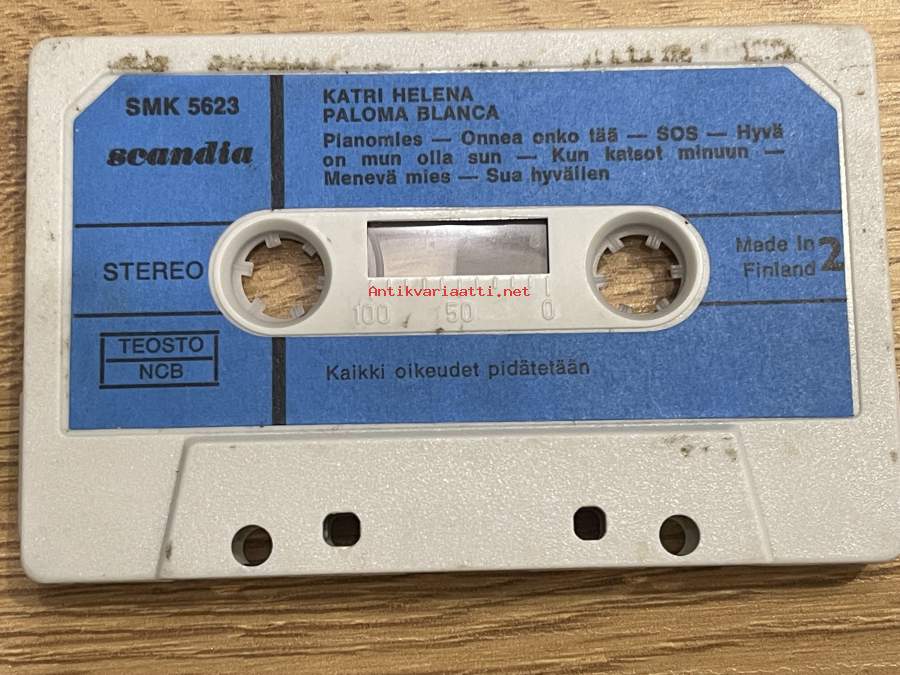 SMK 5623
scandia
KATRI HELENA
PALOMA BLANCA
Pianomies — Onnea onko tää — SOS — Hyvä
on mun olla sun — Kun katsot minuun —
Menevä mies — Sua hyväilen
STEREO
Made in
Finland
2
Antikvariaatti.net
100 50 0
TEOSTO
NCB
Kaikki oikeudet pidätetään